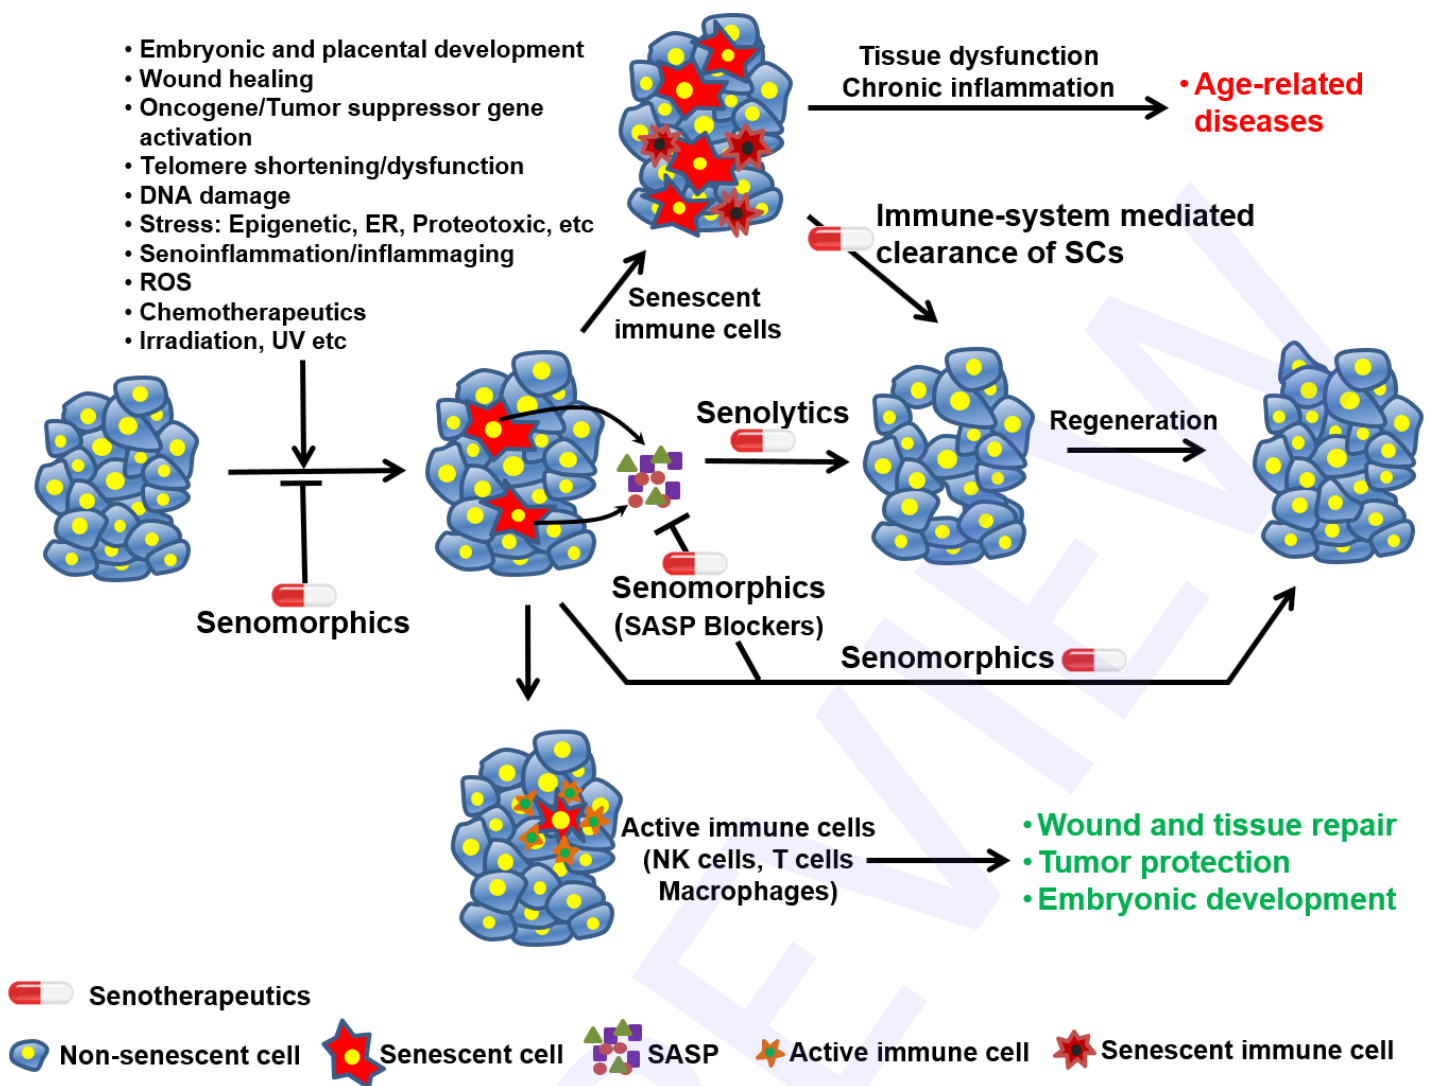 • Embryonic and placental development
• Wound healing
• Oncogene/Tumor suppressor gene
activation
• Telomere shortening/dysfunction
• DNA damage
• Stress: Epigenetic, ER, Proteotoxic, etc
• Senoinflammation/inflammaging
• ROS
• Chemotherapeutics
• Irradiation, UV etc
Tissue dysfunction
Chronic inflammation
• Age-related
diseases
Immune-system mediated
clearance of SCs
Senescent
immune cells
Senolytics
Regeneration
Senomorphics
Senomorphics
(SASP Blockers)
Senomorphics
Active immune cells
(NK cells, T cells
Macrophages)
• Wound and tissue repair
• Tumor protection
• Embryonic development
Senotherapeutics
Non-senescent cell
Senescent cell
SASP
Active immune cell
Senescent immune cell